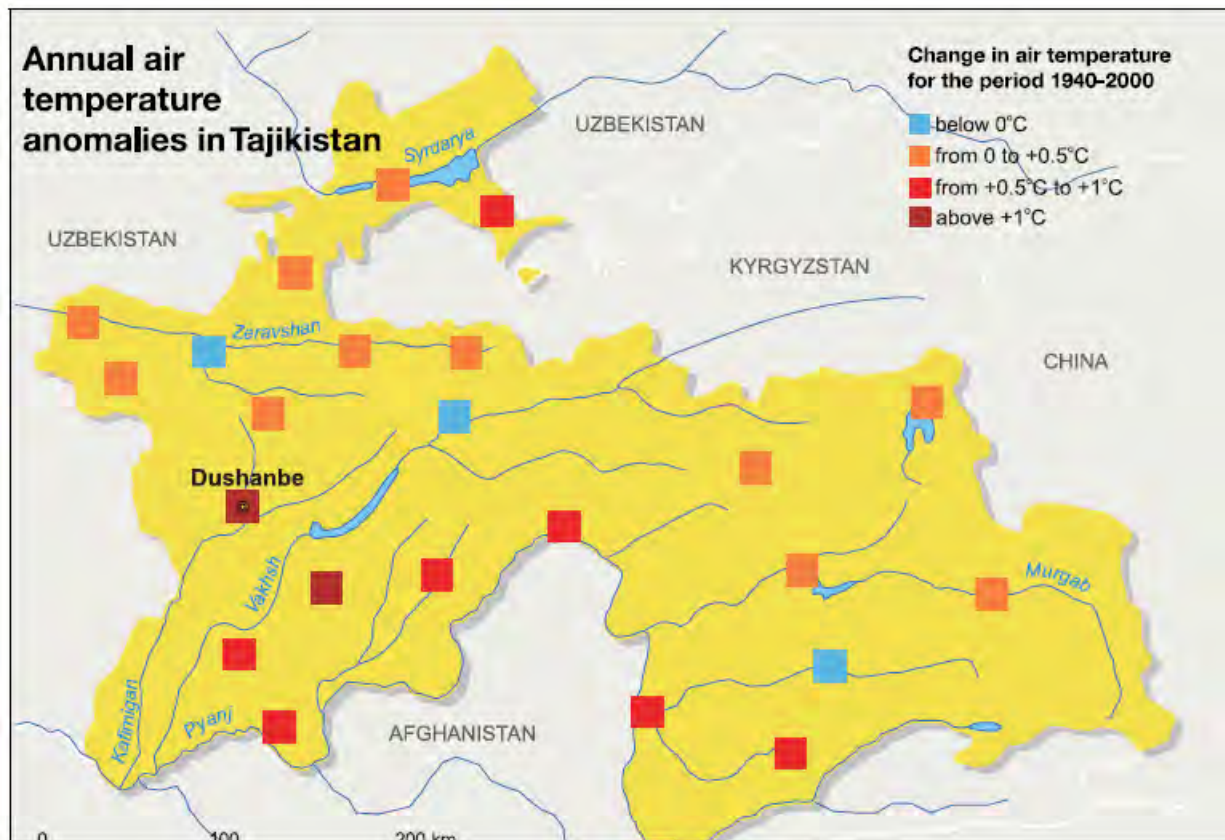 Annual air
temperature
anomalies in Tajikistan
Change in air temperature
for the period 1940–2000
below 0°C
from 0 to +0.5°C
from +0.5°C to +1°C
above +1°C
UZBEKISTAN
Syrdarya
UZBEKISTAN
KYRGYZSTAN
Zeravshan
CHINA
Dushanbe
Vakhsh
Murgab
Kafirnigan
Pyanj
AFGHANISTAN
0 100 200 km